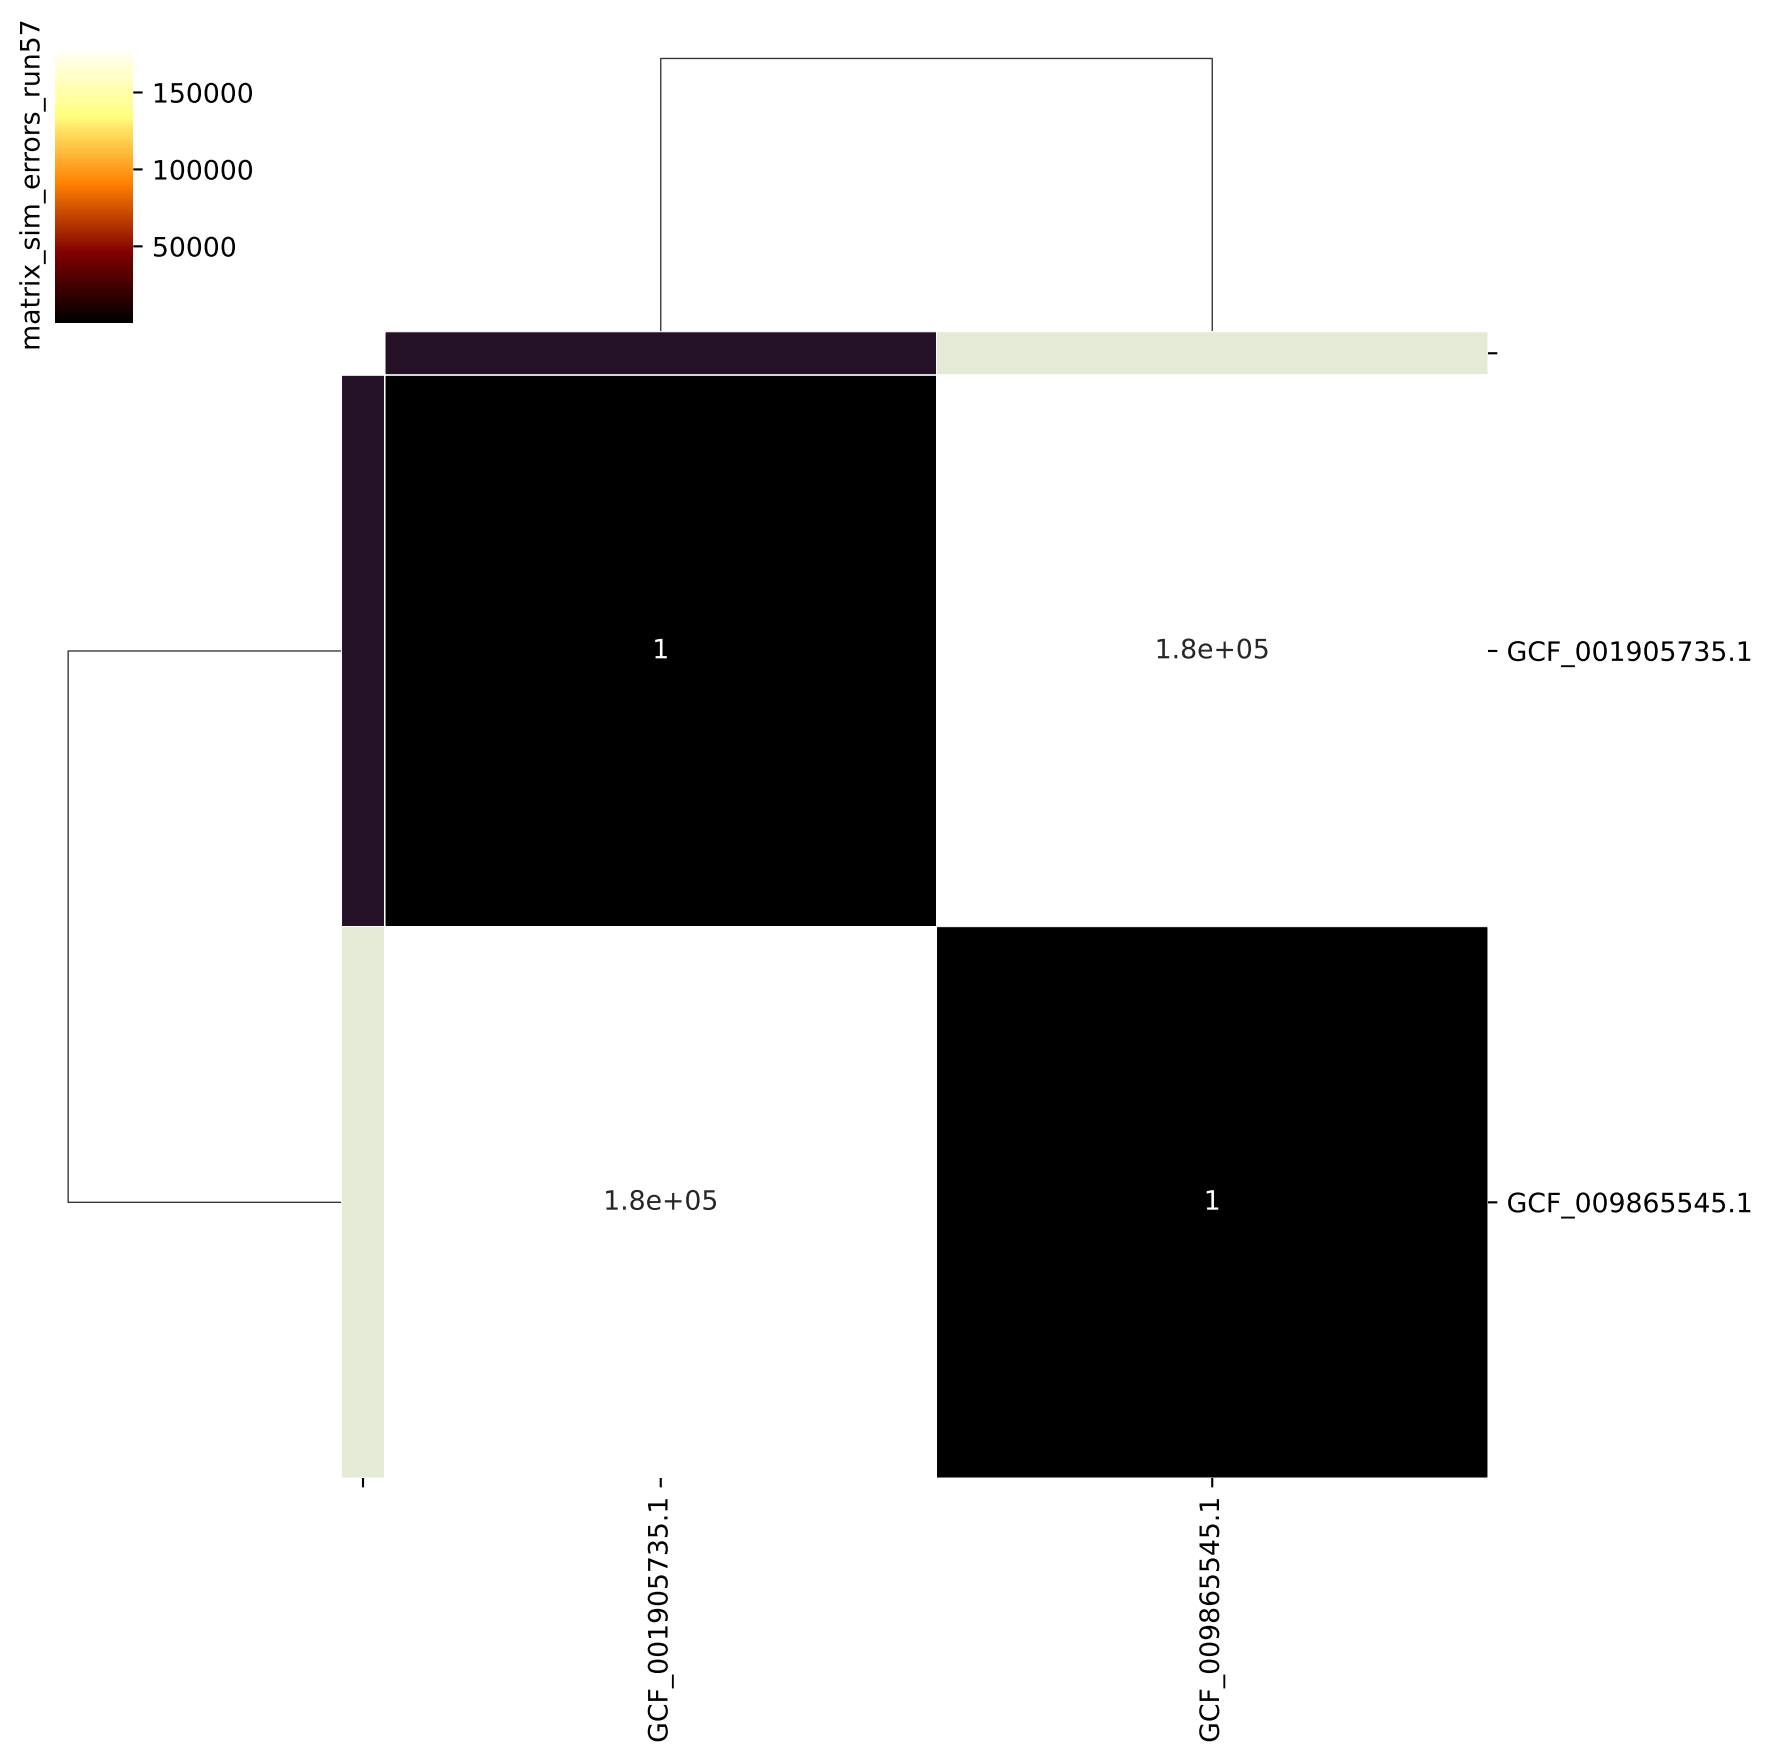 matrix_sim_errors_run57
150000
100000
50000
1
1.8e+05
GCF_001905735.1
1.8e+05
1
GCF_009865545.1
GCF_001905735.1
GCF_009865545.1